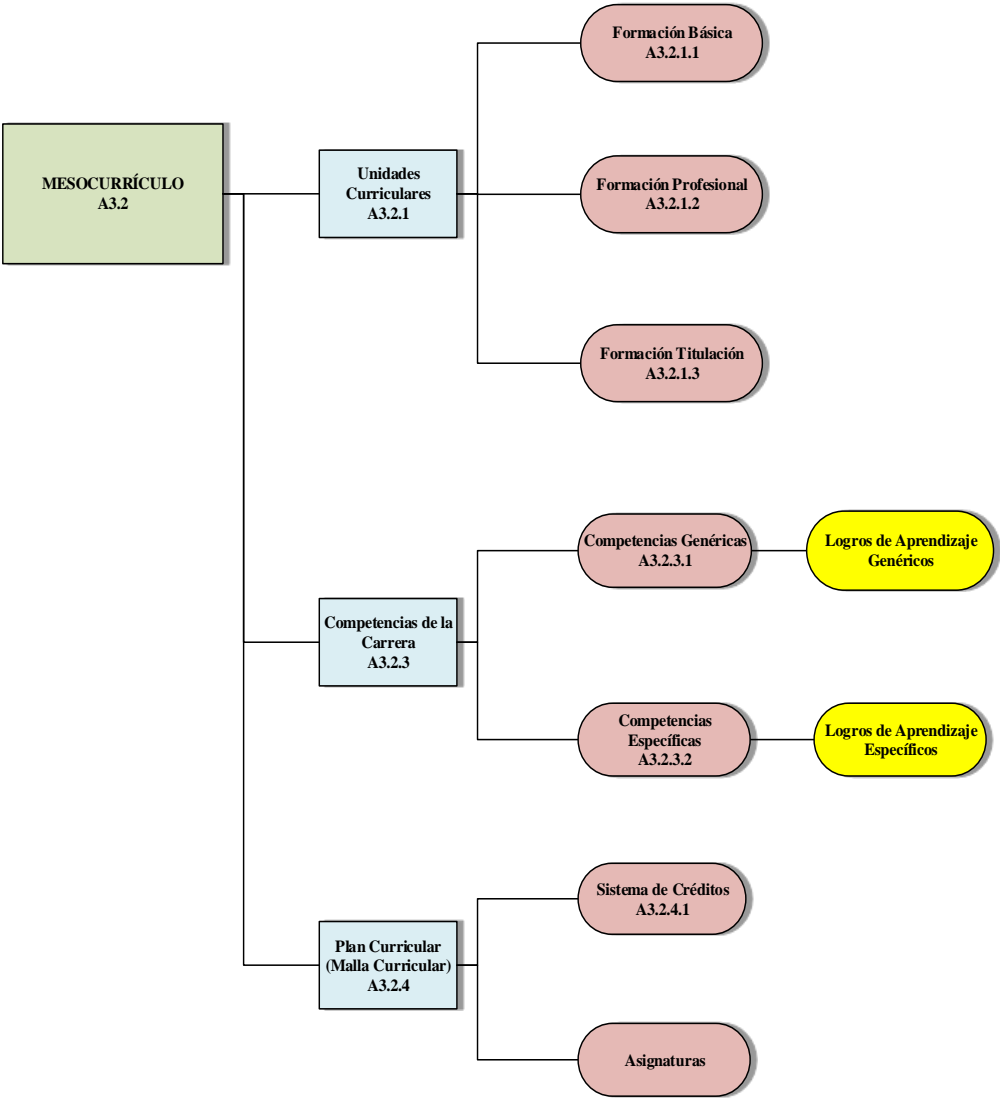 MESOCURRÍCULO
A3.2
Unidades
Curriculares
A3.2.1
Formación Básica
A3.2.1.1
Formación Profesional
A3.2.1.2
Formación Titulación
A3.2.1.3
Competencias de la
Carrera
A3.2.3
Competencias Genéricas
A3.2.3.1
Logros de Aprendizaje
Genéricos
Competencias
Específicas
A3.2.3.2
Logros de Aprendizaje
Específicos
Plan Curricular
(Malla Curricular)
A3.2.4
Sistema de Créditos
A3.2.4.1
Asignaturas